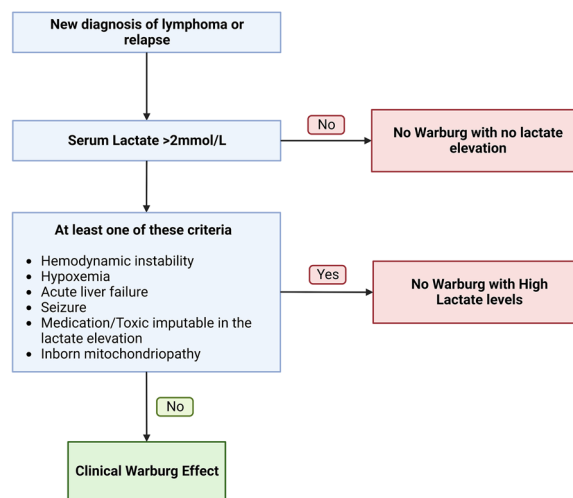 New diagnosis of lymphoma or
relapse
Serum Lactate >2mmol/L
No
No Warburg with no lactate
elevation
At least one of these criteria
• Hemodynamic instability
• Hypoxemia
• Acute liver failure
• Seizure
• Medication/Toxic imputable in the
lactate elevation
• Inborn mitochondriopathy
Yes
No Warburg with High
Lactate levels
No
Clinical Warburg Effect